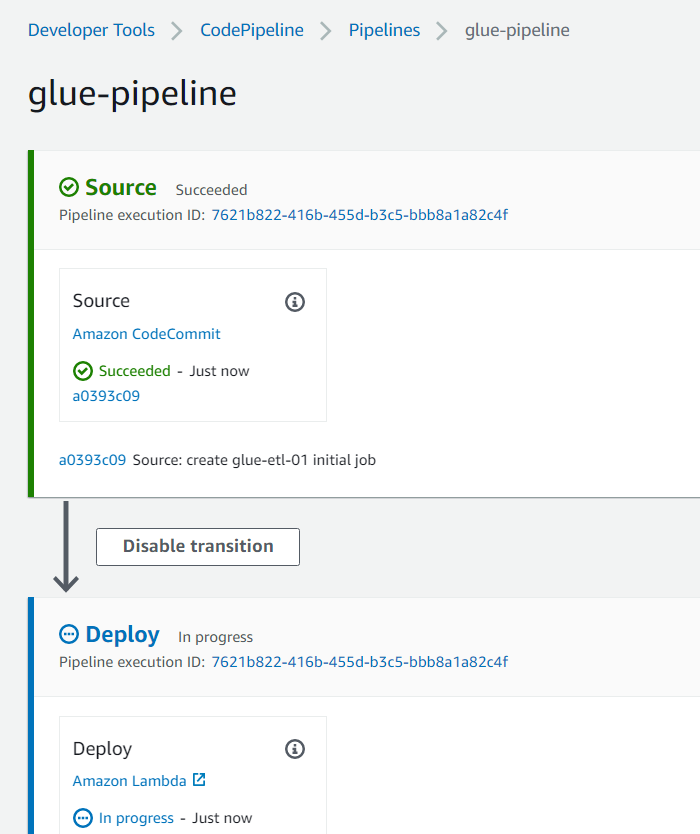 Developer Tools > CodePipeline > Pipelines > glue-pipeline
glue-pipeline
Source Succeeded
Pipeline execution ID: 7621b822-416b-455d-b3c5-bbb8a1a82c4f
Source
Amazon CodeCommit
Succeeded - Just now
a0393c09
a0393c09 Source: create glue-etl-01 initial job
Disable transition
Deploy In progress
Pipeline execution ID: 7621b822-416b-455d-b3c5-bbb8a1a82c4f
Deploy
Amazon Lambda
In progress - Just now